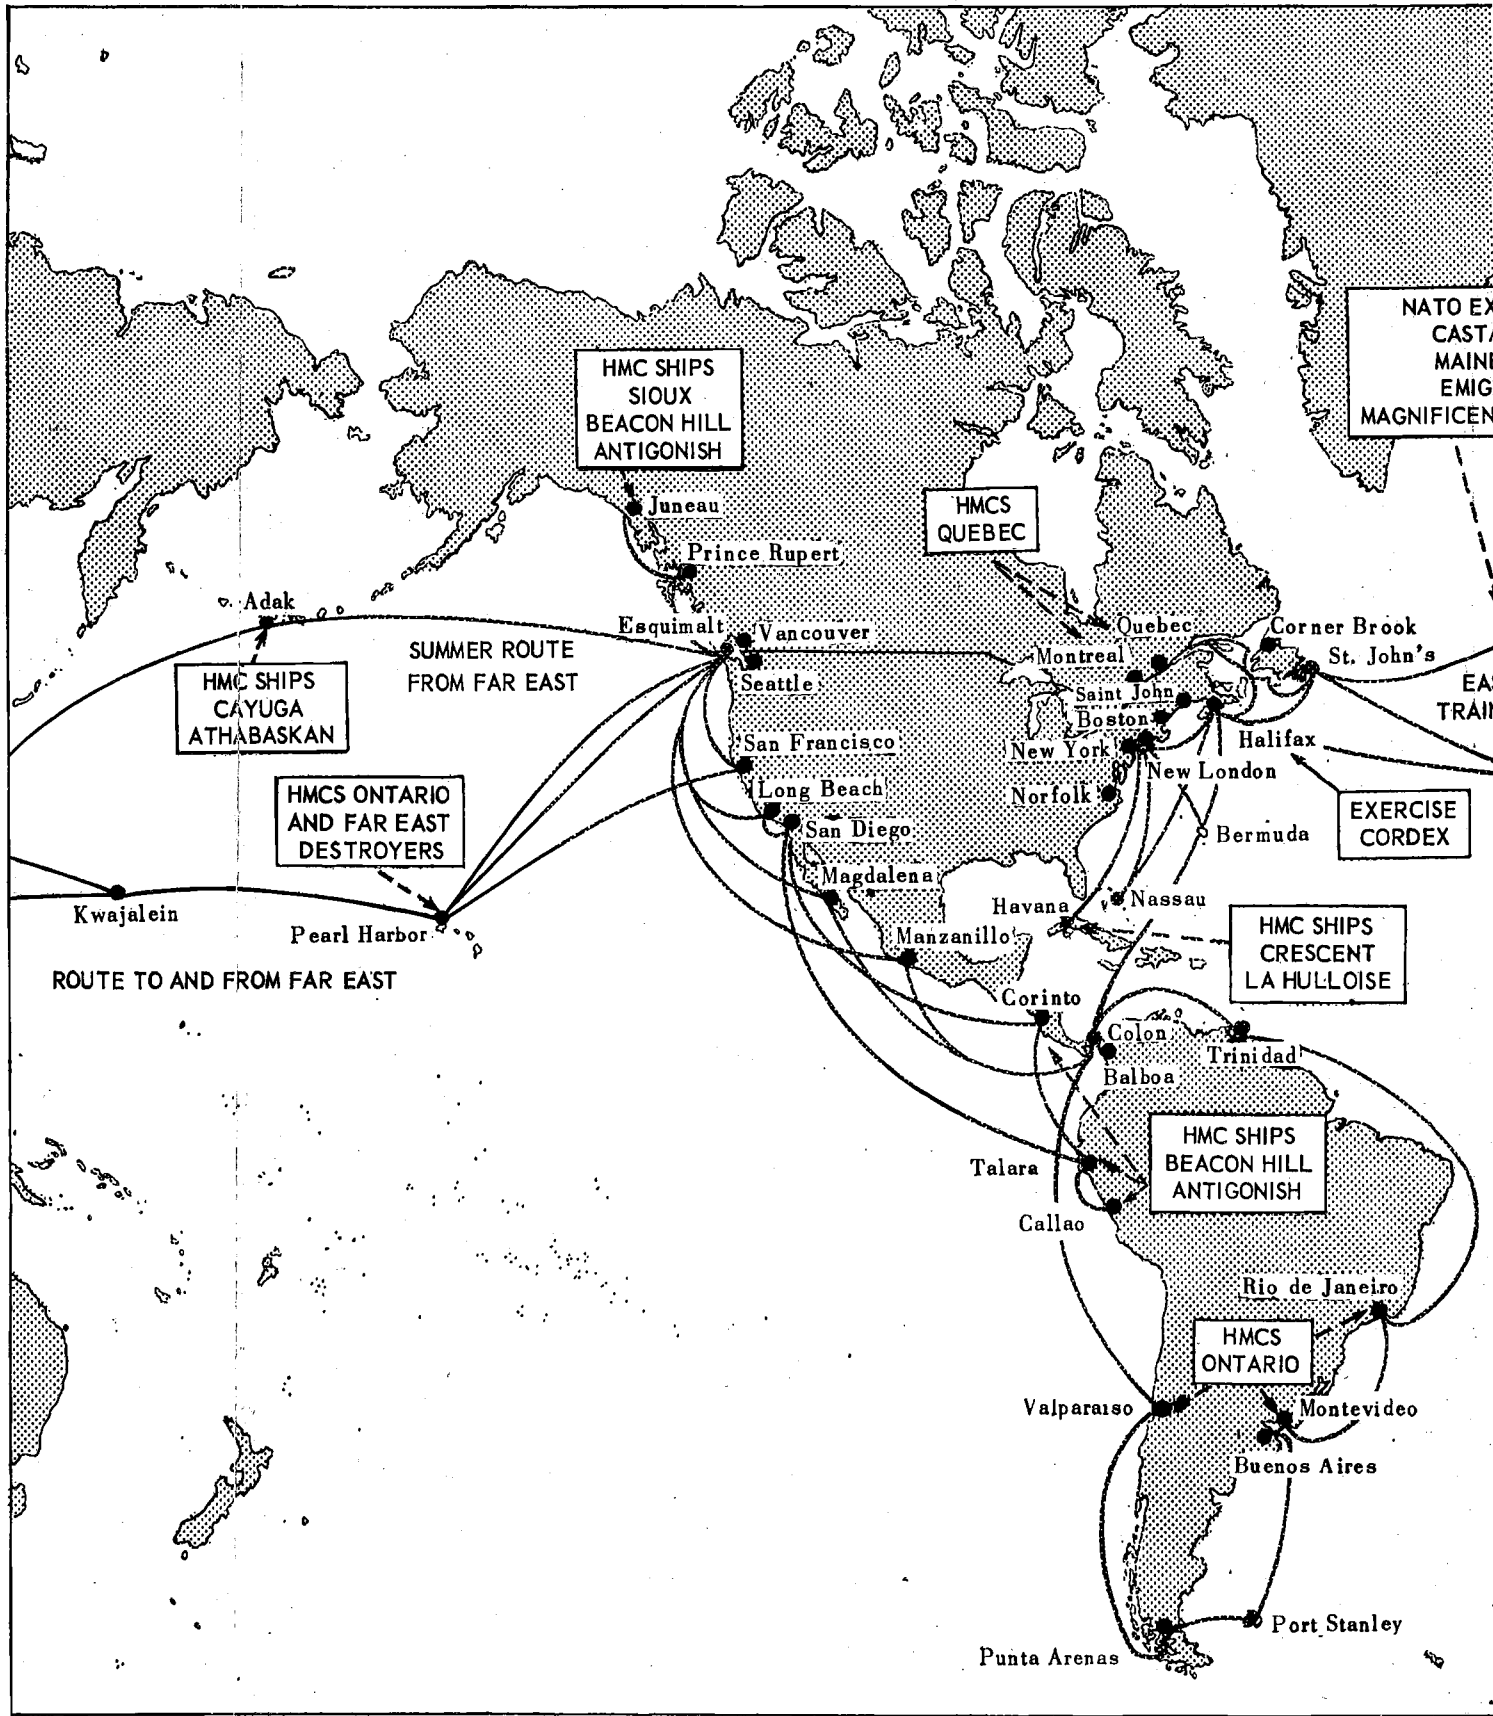 NATO EX
CASTA
MAINE
EMIG
MAGNIFICEN
HMC SHIPS
SIOUX
BEACON HILL
ANTIGONISH
HMCS
QUEBEC
Juneau
Prince Rupert
Adak
Esquimalt
Vancouver
Seattle
SUMMER ROUTE
FROM FAR EAST
HMC SHIPS
CAYUGA
ATHABASKAN
Quebec
Corner Brook
Montreal
St. John's
Saint John
Boston
New York
Halifax
New London
Norfolk
EAS
TRAIN
San Francisco
Long Beach
San Diego
HMCS ONTARIO
AND FAR EAST
DESTROYERS
EXERCISE
CORDEX
Bermuda
Magdalena
Havana
Nassau
Kwajalein
Pearl Harbor
Manzanillo
HMC SHIPS
CRESCENT
LA HULLOISE
ROUTE TO AND FROM FAR EAST
Corinto
Colon
Trinidad
Balboa
HMC SHIPS
BEACON HILL
ANTIGONISH
Talara
Callao
Rio de Janeiro
HMCS
ONTARIO
Valparaiso
Montevideo
Buenos Aires
Port Stanley
Punta Arenas